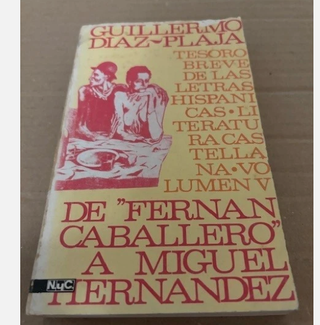 GUILLERMO
DIAZ-PLAJA
TESORO
BREVE
DE LAS
LETRAS
HISPANI
CAS·LI
TERATU
RA CAS
TELLA
NA·VO
LUMEN V
DE "FERNAN
CABALLERO"
A MIGUEL
HERNANDEZ
N.yC.